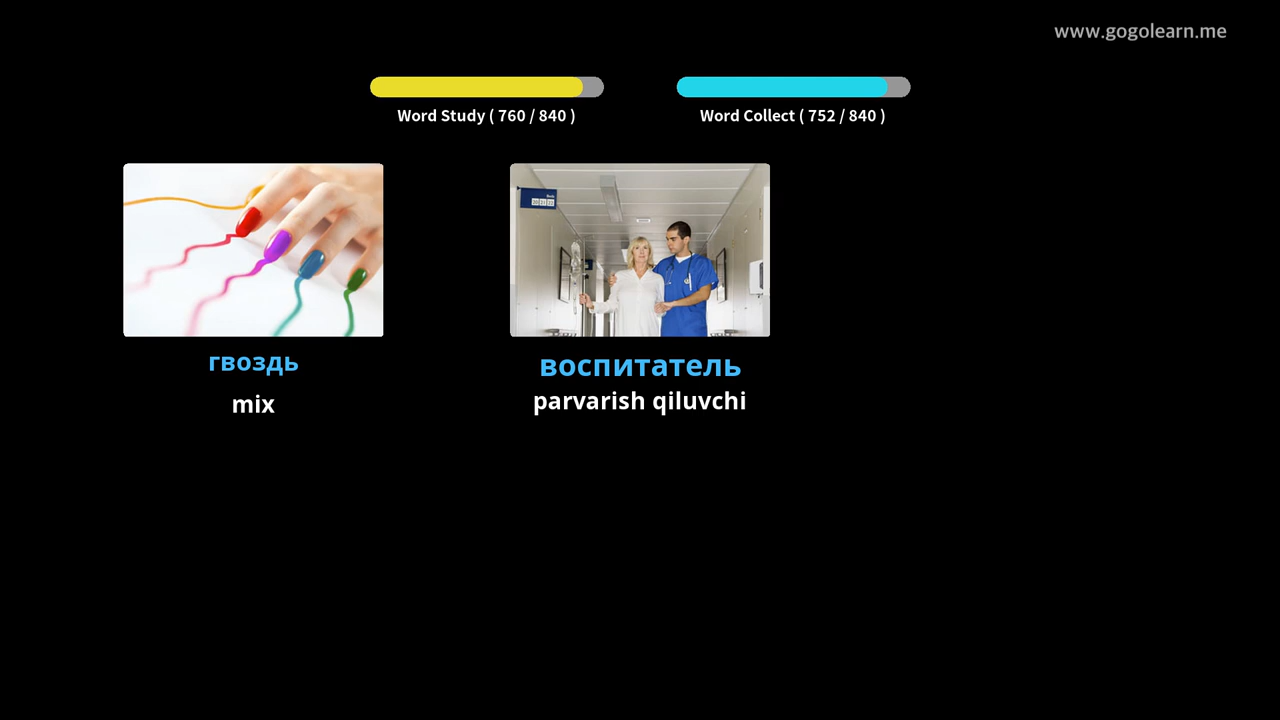 www.gogolearn.me
Word Study ( 760 / 840 )
Word Collect ( 752 / 840 )
гвоздь
mix
воспитатель
parvarish qiluvchi